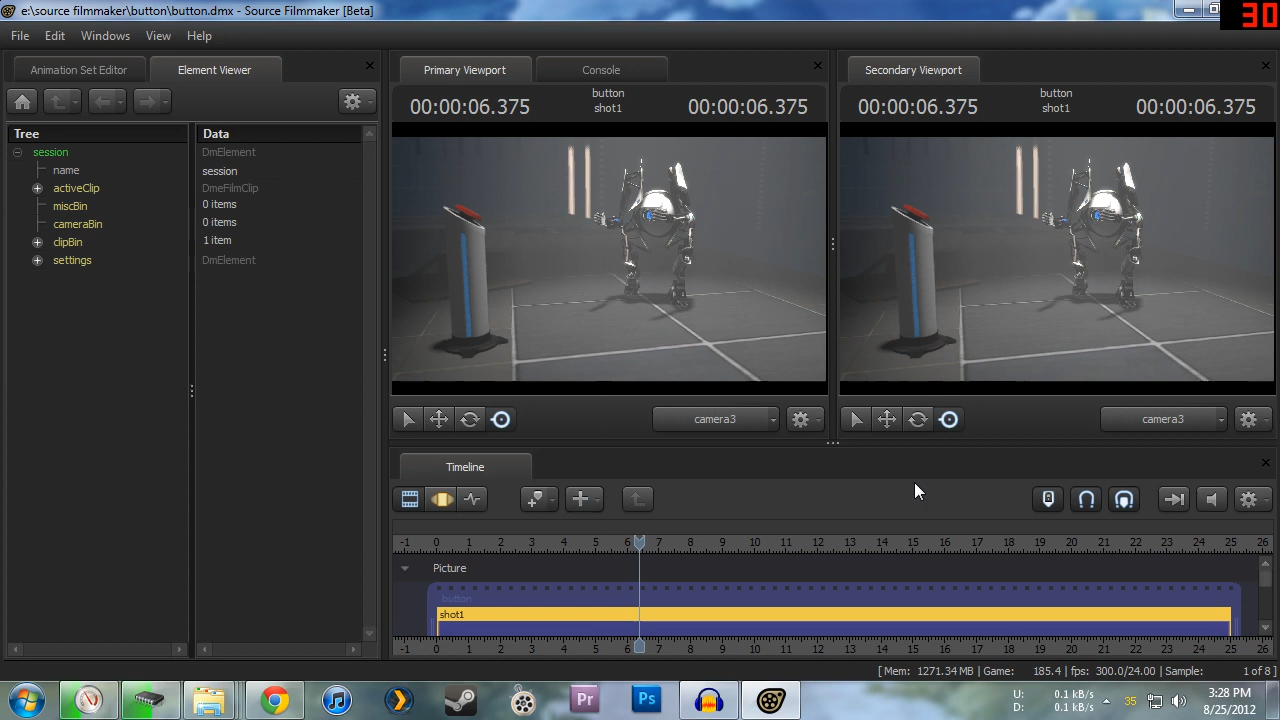 e:\source filmmaker\button\button.dmx - Source Filmmaker [Beta]
30
File Edit Windows View Help
Animation Set Editor Element Viewer
Primary Viewport Console
Secondary Viewport
00:00:06.375 button shot1 00:00:06.375
00:00:06.375 button shot1 00:00:06.375
Tree Data
session DmElement
name session
activeClip DmeFilmClip
miscBin 0 items
cameraBin 0 items
clipBin 1 item
settings DmElement
camera3
camera3
Timeline
-1 0 1 2 3 4 5 6 7 8 9 10 11 12 13 14 15 16 17 18 19 20 21 22 23 24 25 26
Picture
button
shot1
-1 0 1 2 3 4 5 6 7 8 9 10 11 12 13 14 15 16 17 18 19 20 21 22 23 24 25 26
[ Mem: 1271.34 MB | Game: 185.4 | fps: 300.0/24.00 | Sample: 1 of 8 ]
Pr
Ps
U: 0.1 kB/s
D: 0.1 kB/s
35
3:28 PM
8/25/2012